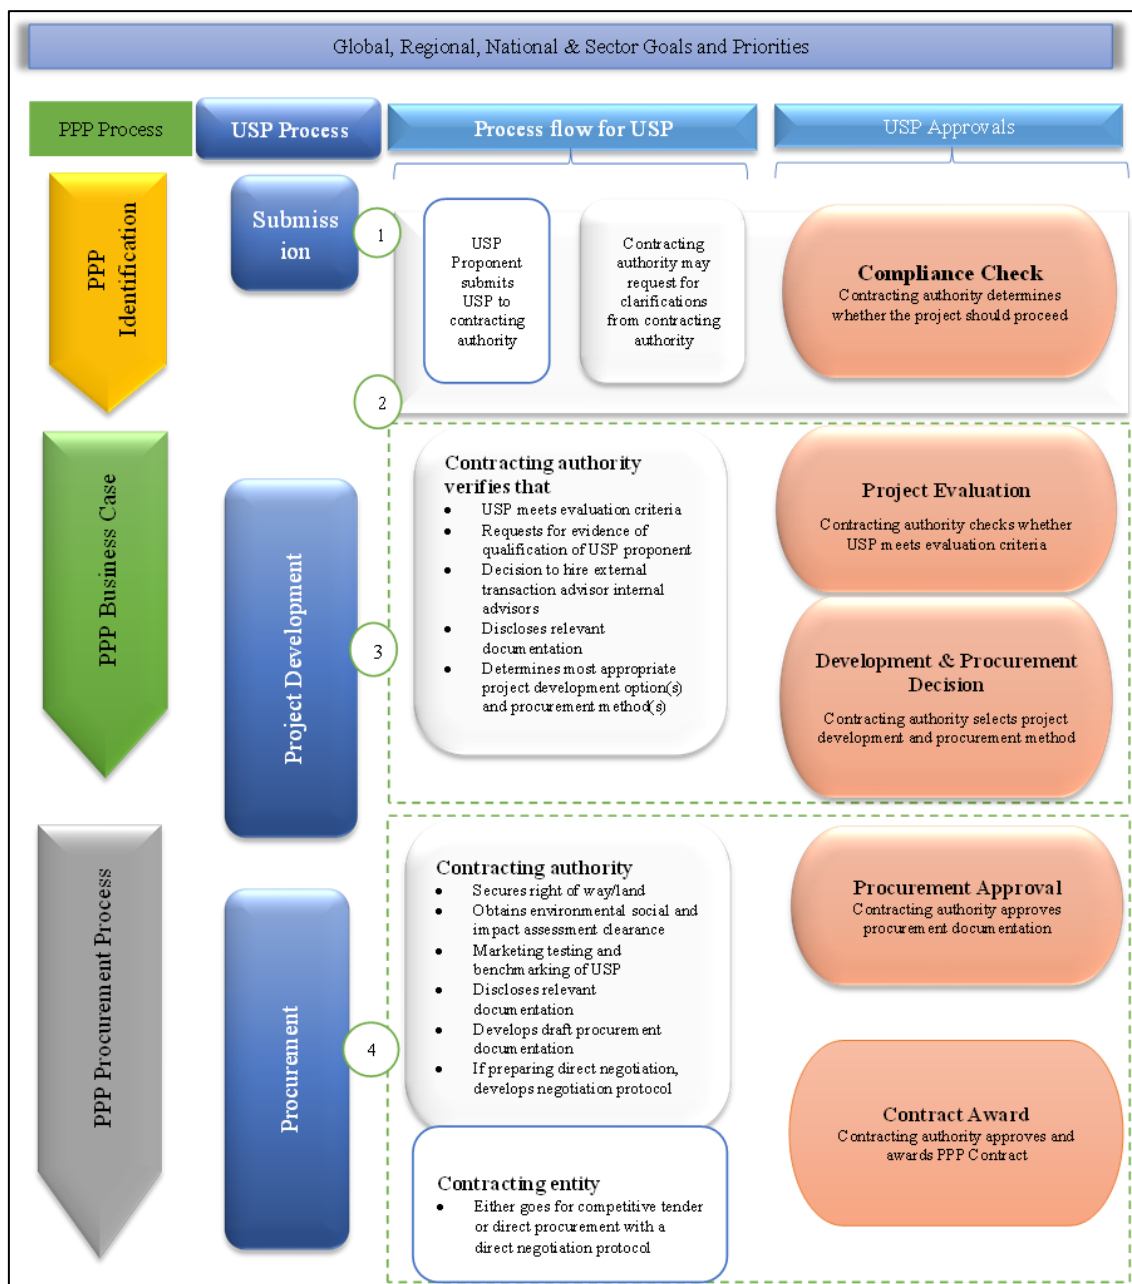 Global, Regional, National & Sector Goals and Priorities
PPP Process
USP Process
Process flow for USP
USP Approvals
PPP
Identification
Submiss
ion
1
USP
Proponent
submits
USP to
contracting
authority
Contracting
authority may
request for
clarifications
from contracting
authority
Compliance Check
Contracting authority determines
whether the project should proceed
2
PPP Business Case
Project Development
3
Contracting authority
verifies that
• USP meets evaluation criteria
• Requests for evidence of
qualification of USP proponent
• Decision to hire external
transaction advisor internal
advisors
• Discloses relevant
documentation
• Determines most appropriate
project development option(s)
and procurement method(s)
Project Evaluation
Contracting authority checks whether
USP meets evaluation criteria
Development & Procurement
Decision
Contracting authority selects project
development and procurement method
PPP Procurement Process
Procurement
4
Contracting authority
• Secures right of way/land
• Obtains environmental social and
impact assessment clearance
• Marketing testing and
benchmarking of USP
• Discloses relevant
documentation
• Develops draft procurement
documentation
• If preparing direct negotiation,
develops negotiation protocol
Contracting entity
• Either goes for competitive tender
or direct procurement with a
direct negotiation protocol
Procurement Approval
Contracting authority approves
procurement documentation
Contract Award
Contracting authority approves and
awards PPP Contract